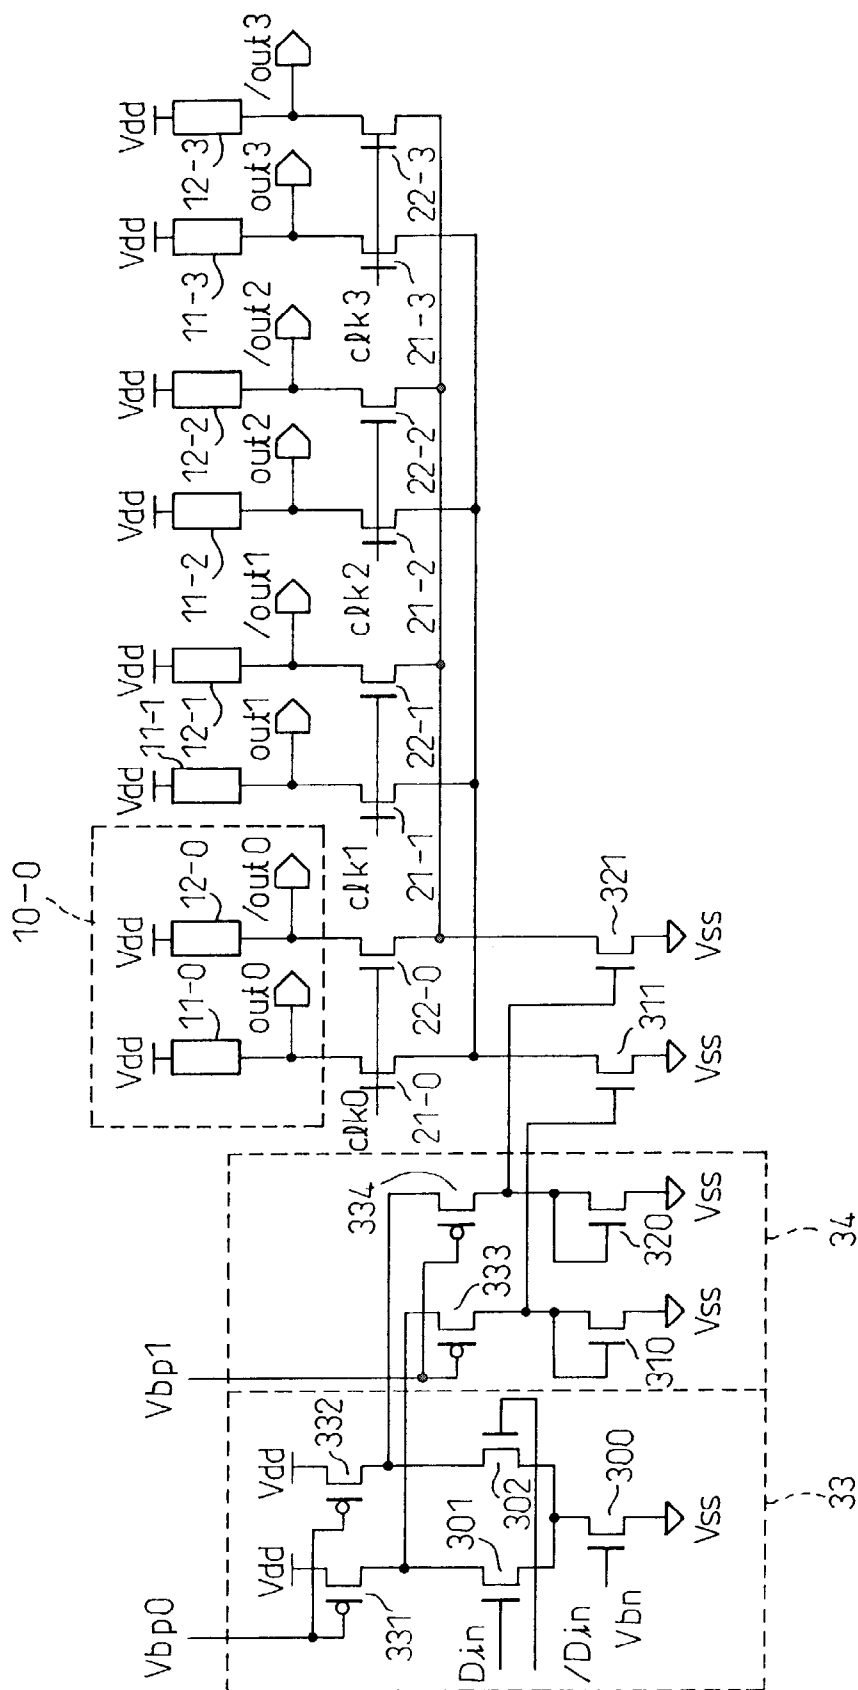 10-0
Vdd
Vdd
Vdd
Vdd
Vdd
Vdd
Vdd
Vdd
11-0
12-0
11-1
12-1
11-2
12-2
11-3
12-3
out0
/out0
out1
/out1
out2
/out2
out3
/out3
Vbp0
Vbp1
Vdd
Vdd
331
332
333
334
clk0
clk1
clk2
clk3
21-0
22-0
21-1
22-1
21-2
22-2
21-3
22-3
Din
/Din
Vbn
301
302
300
310
320
311
321
Vss
Vss
Vss
Vss
Vss
33
34